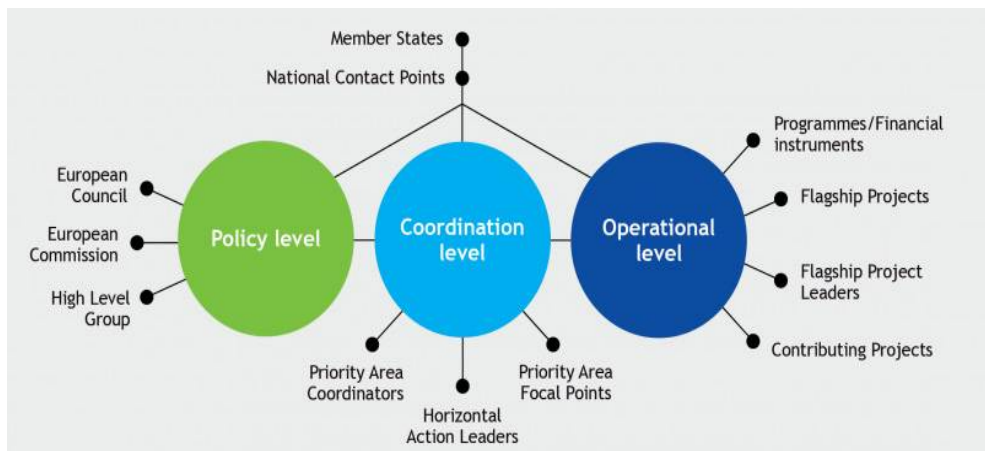 Member States
National Contact Points
Programmes/Financial
instruments
European
Council
Flagship Projects
Policy level
Coordination
level
Operational
level
European
Commission
Flagship Project
Leaders
High Level
Group
Contributing Projects
Priority Area
Coordinators
Priority Area
Focal Points
Horizontal
Action Leaders